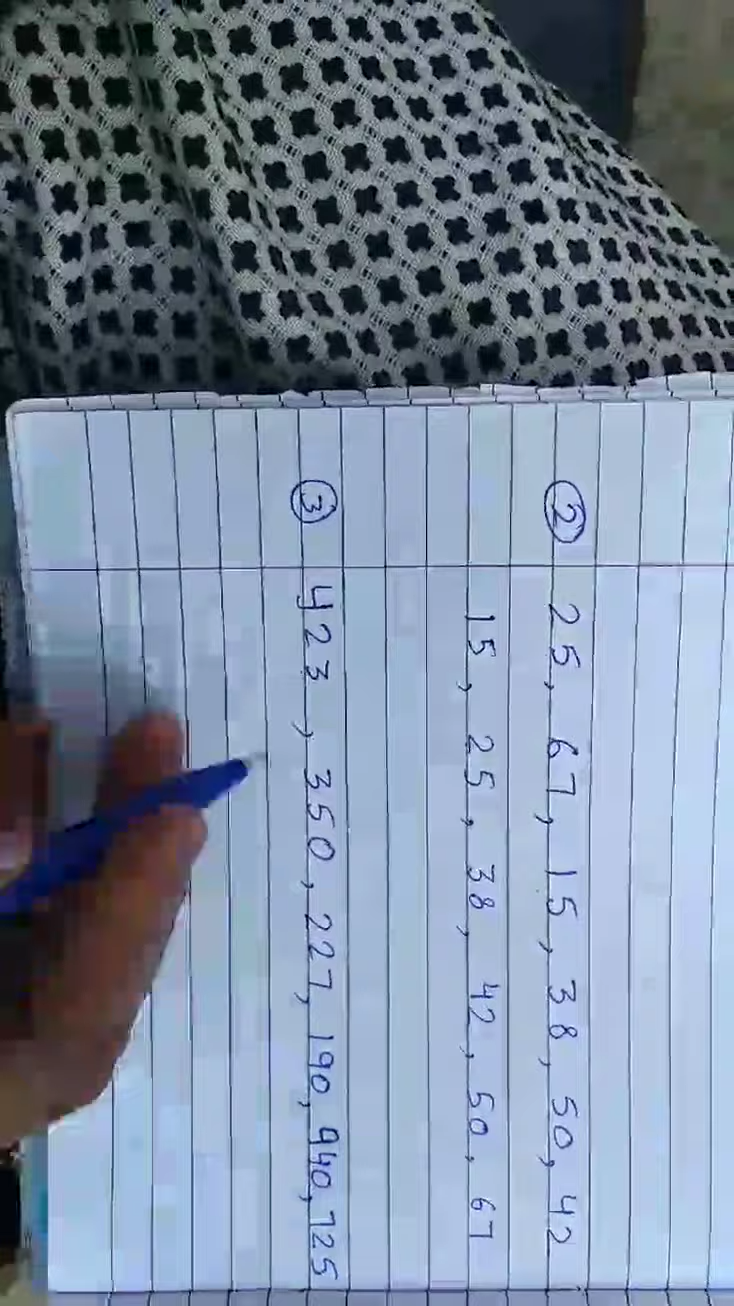 ② 25, 67, 15, 38, 50, 42
15, 25, 38, 42, 50, 67
③ 423, 350, 227, 190, 940, 725